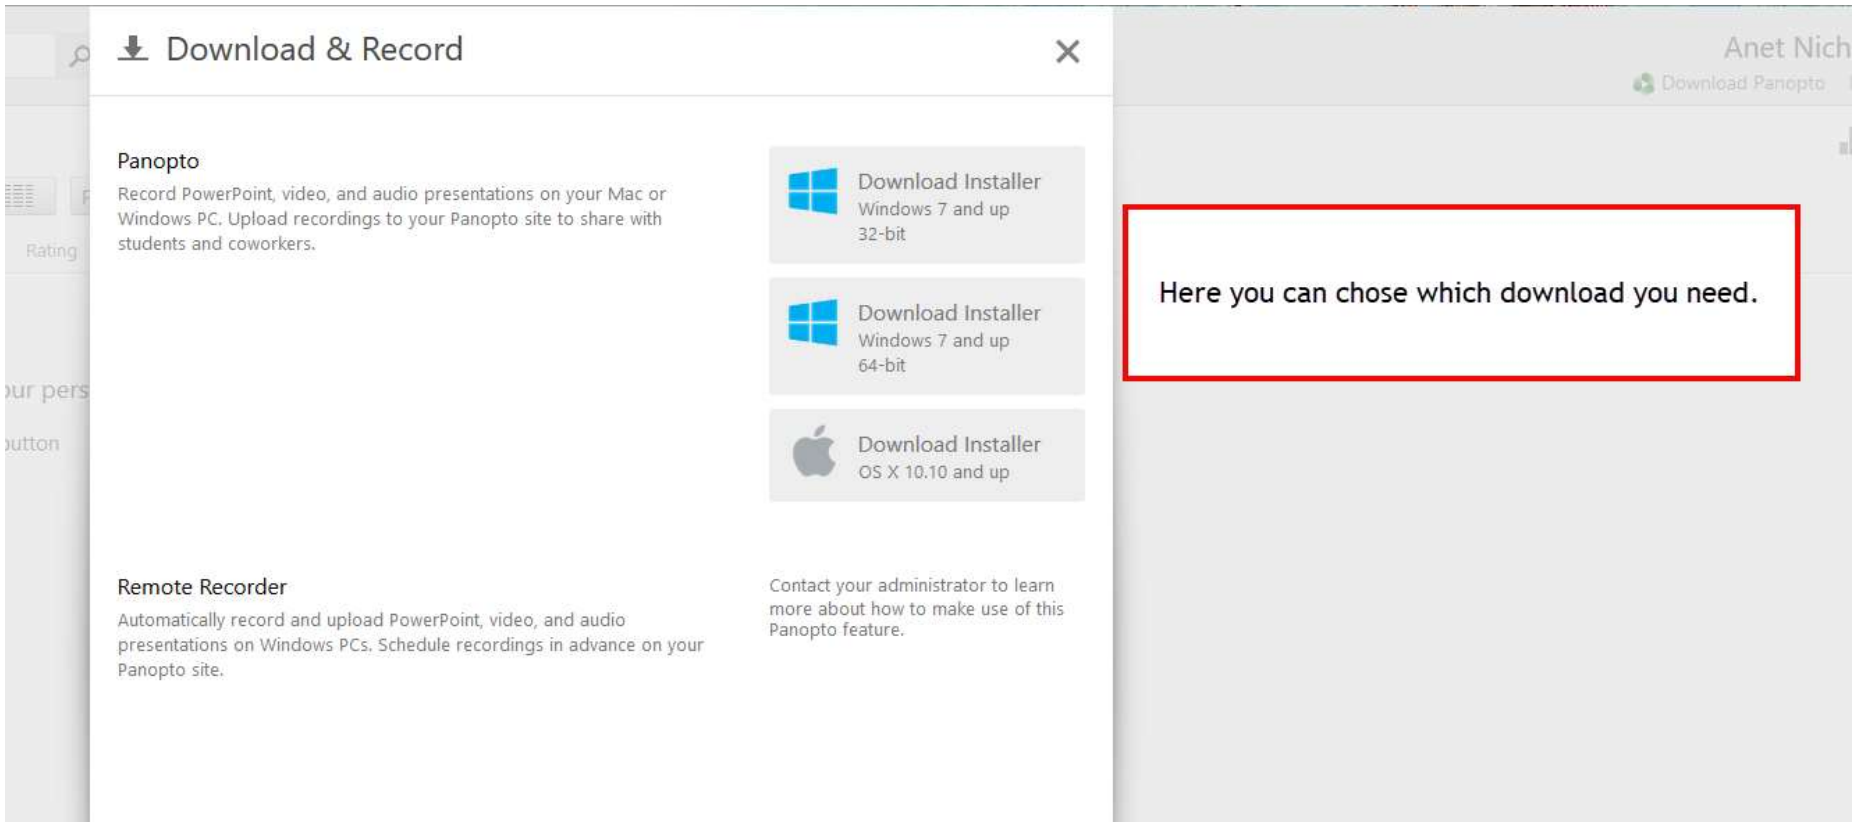 Download & Record
Anet Nich
Download Panopto
Panopto
Record PowerPoint, video, and audio presentations on your Mac or
Windows PC. Upload recordings to your Panopto site to share with
students and coworkers.
Download Installer
Windows 7 and up
32-bit
Download Installer
Windows 7 and up
64-bit
Download Installer
OS X 10.10 and up
Here you can chose which download you need.
Rating
our pers
button
Remote Recorder
Automatically record and upload PowerPoint, video, and audio
presentations on Windows PCs. Schedule recordings in advance on your
Panopto site.
Contact your administrator to learn
more about how to make use of this
Panopto feature.